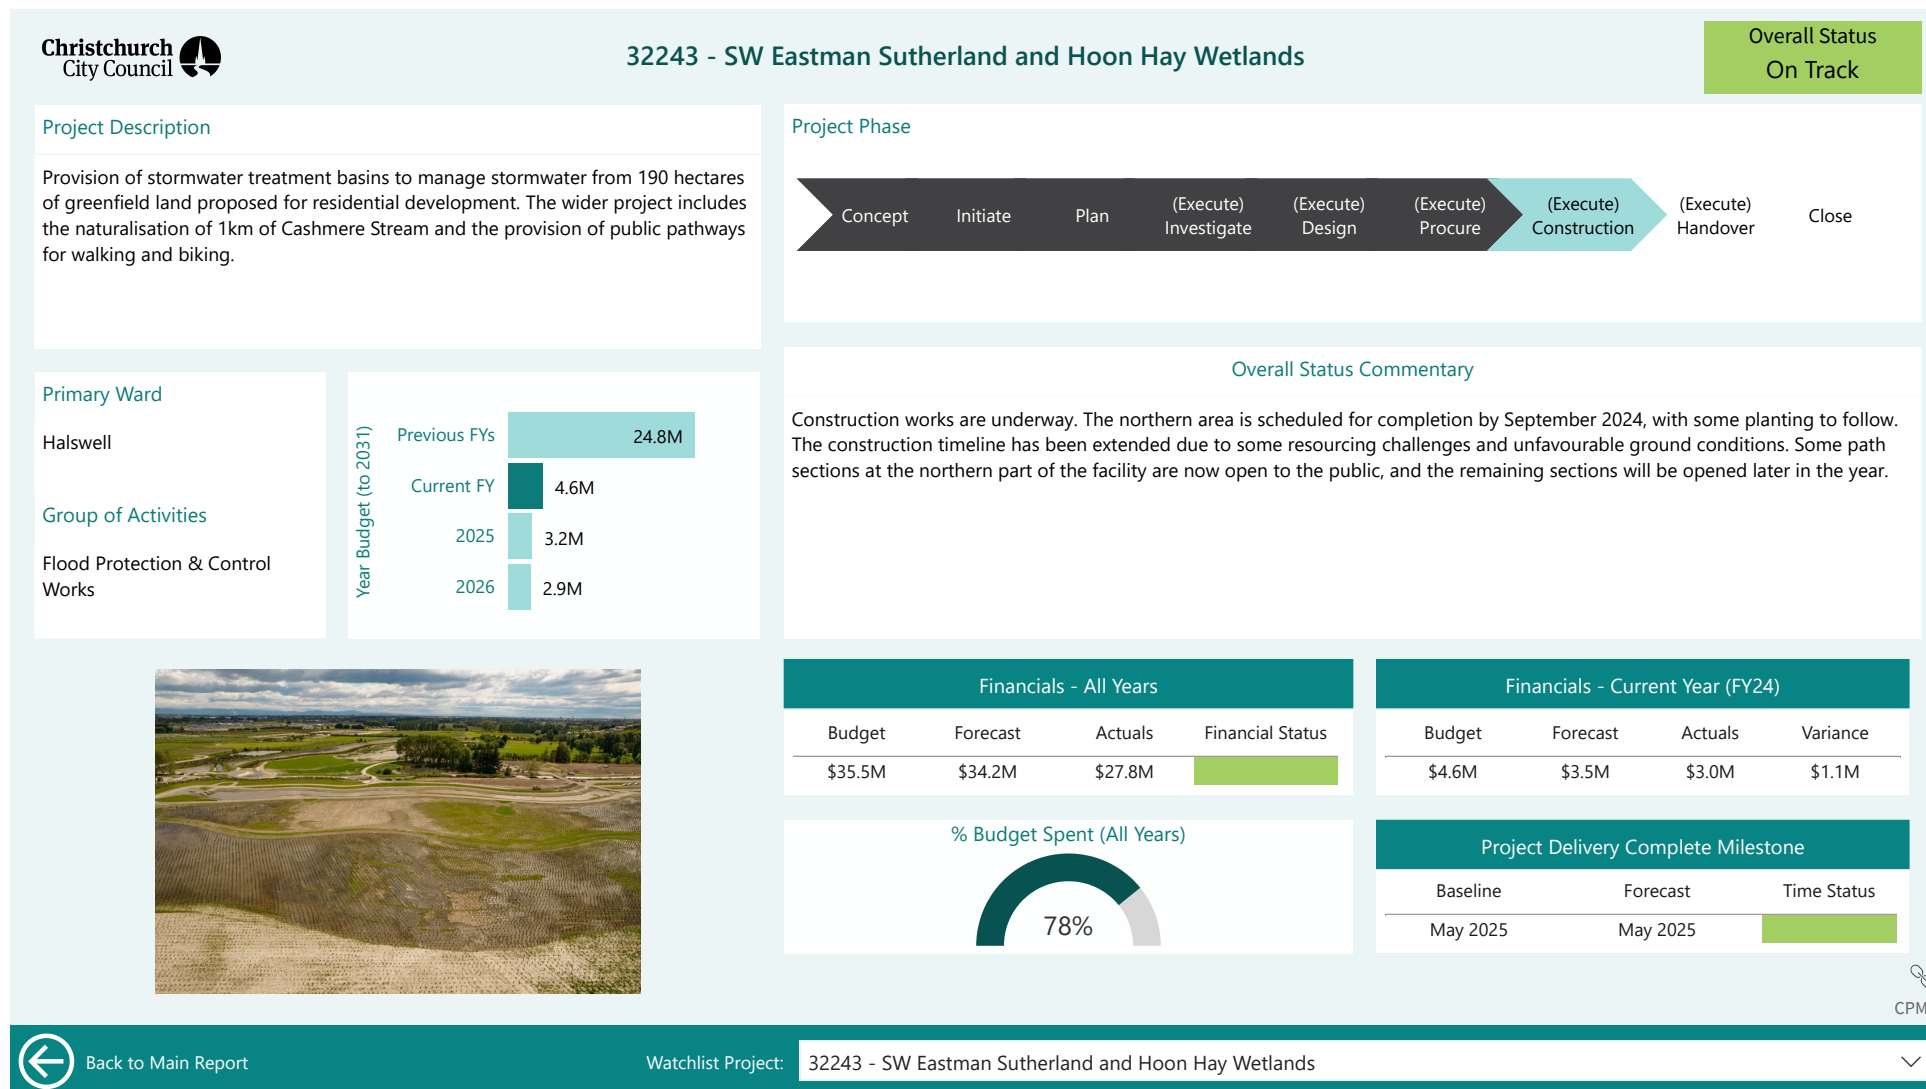 Christchurch
City Council
32243 - SW Eastman Sutherland and Hoon Hay Wetlands
Overall Status
On Track
Project Description
Provision of stormwater treatment basins to manage stormwater from 190 hectares
of greenfield land proposed for residential development. The wider project includes
the naturalisation of 1km of Cashmere Stream and the provision of public pathways
for walking and biking.
Project Phase
Concept
Initiate
Plan
(Execute)
Investigate
(Execute)
Design
(Execute)
Procure
(Execute)
Construction
(Execute)
Handover
Close
Primary Ward
Halswell
Group of Activities
Flood Protection & Control
Works
Year Budget (to 2031)
Previous FYs 24.8M
Current FY 4.6M
2025 3.2M
2026 2.9M
Overall Status Commentary
Construction works are underway. The northern area is scheduled for completion by September 2024, with some planting to follow.
The construction timeline has been extended due to some resourcing challenges and unfavourable ground conditions. Some path
sections at the northern part of the facility are now open to the public, and the remaining sections will be opened later in the year.
Financials - All Years
Budget Forecast Actuals Financial Status
$35.5M $34.2M $27.8M
Financials - Current Year (FY24)
Budget Forecast Actuals Variance
$4.6M $3.5M $3.0M $1.1M
% Budget Spent (All Years)
78%
Project Delivery Complete Milestone
Baseline Forecast Time Status
May 2025 May 2025
CPM
Back to Main Report
Watchlist Project:
32243 - SW Eastman Sutherland and Hoon Hay Wetlands